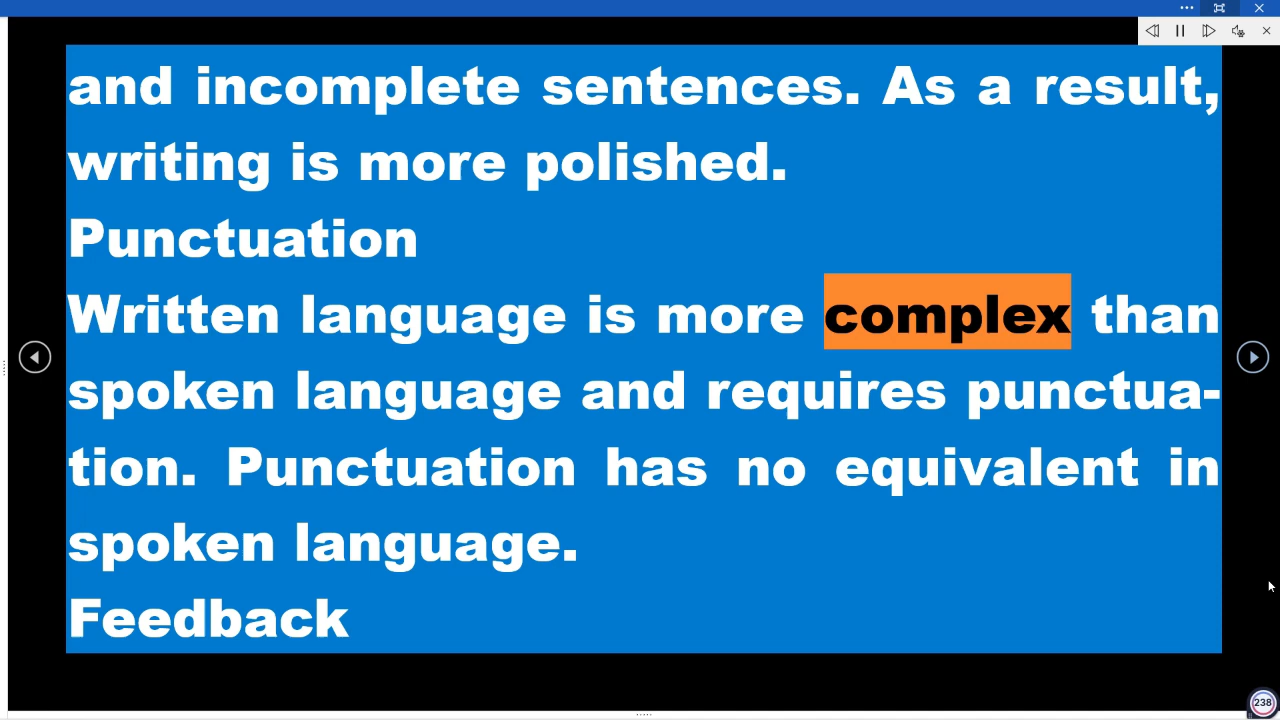 and incomplete sentences. As a result,
writing is more polished.
Punctuation
Written language is more complex than
spoken language and requires punctua-
tion. Punctuation has no equivalent in
spoken language.
Feedback
238